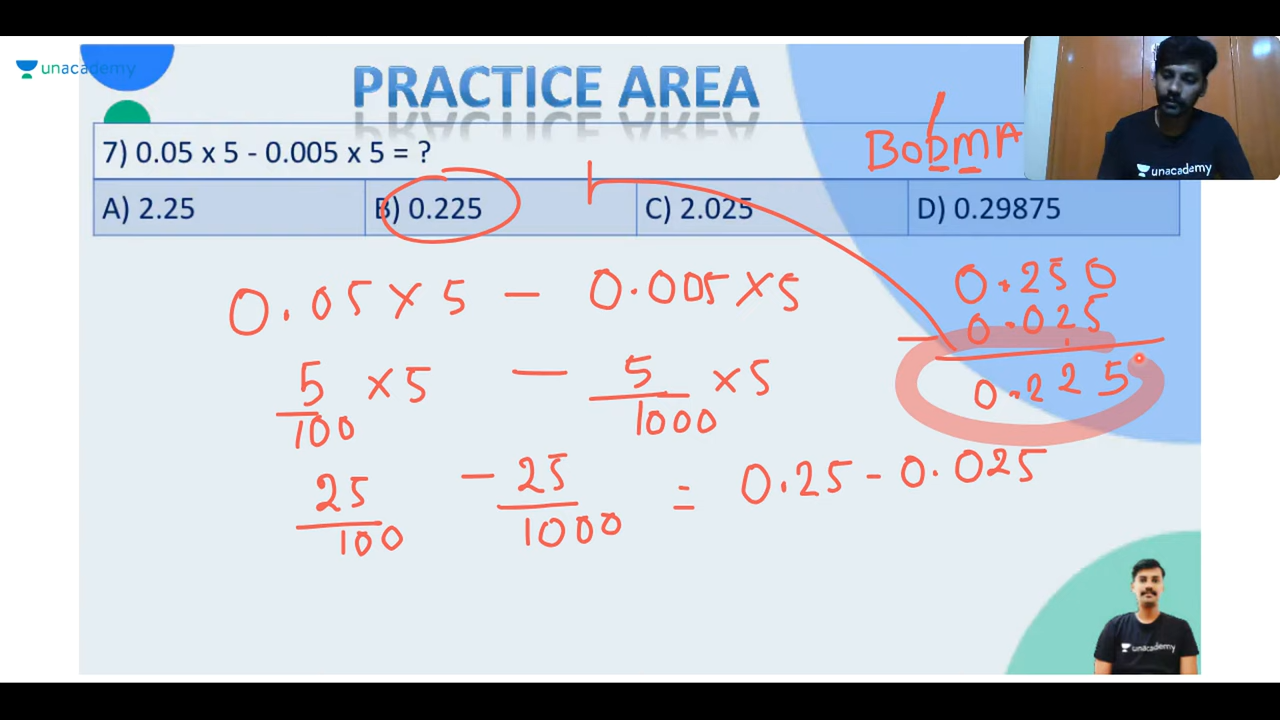 unacademy
PRACTICE AREA
7) 0.05 x 5 - 0.005 x 5 = ?
BODMA
A) 2.25
B) 0.225
C) 2.025
D) 0.29875
0.05 × 5 - 0.005 × 5
5/100 × 5 - 5/1000 × 5
25/100 - 25/1000 = 0.25 - 0.025
0.250
- 0.025
0.225
unacademy
unacademy